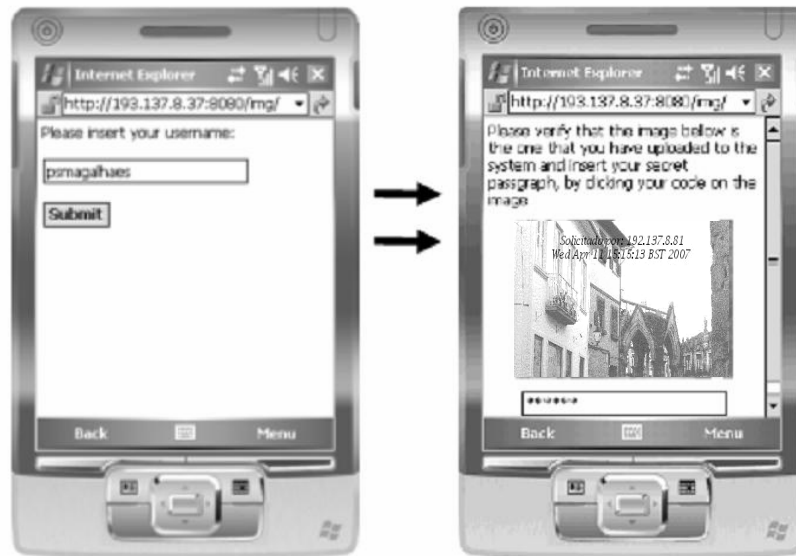 Internet Explorer
http://193.137.8.37:8080/img/
Please insert your username:
psmagalhaes
Submit
Back Menu
Internet Explorer
http://193.137.8.37:8080/img/
Please verify that the image bellow is
the one that you have uploaded to the
system and insert your secret
passgraph, by clicking your code on the
image
Solicitado por: 192.137.8.81
Wed Apr 11 15:15:13 BST 2007
******
Back Menu